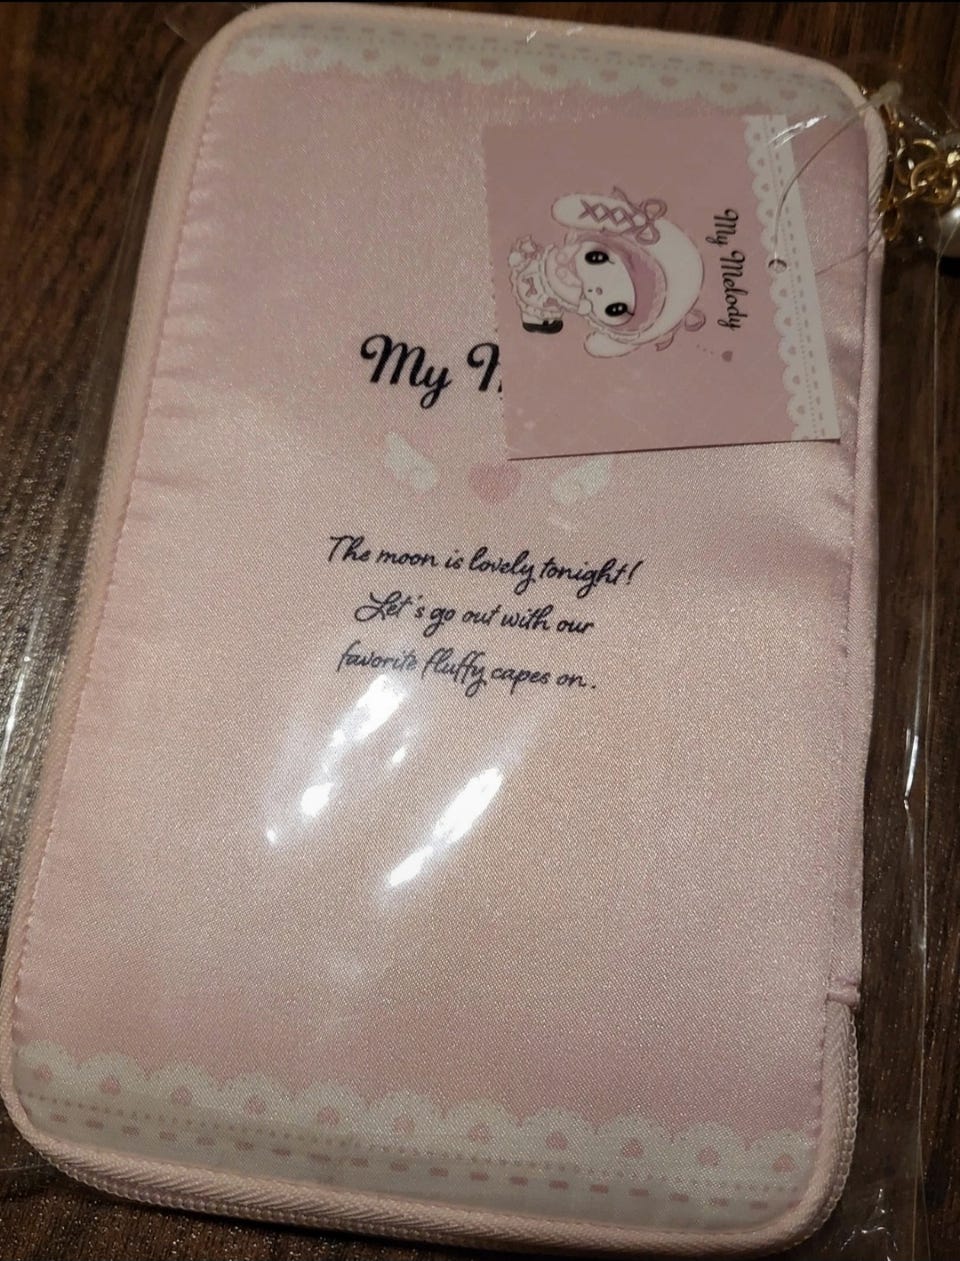 My M
The moon is lovely tonight!
Let's go out with our
favorite fluffy capes on.
My Melody